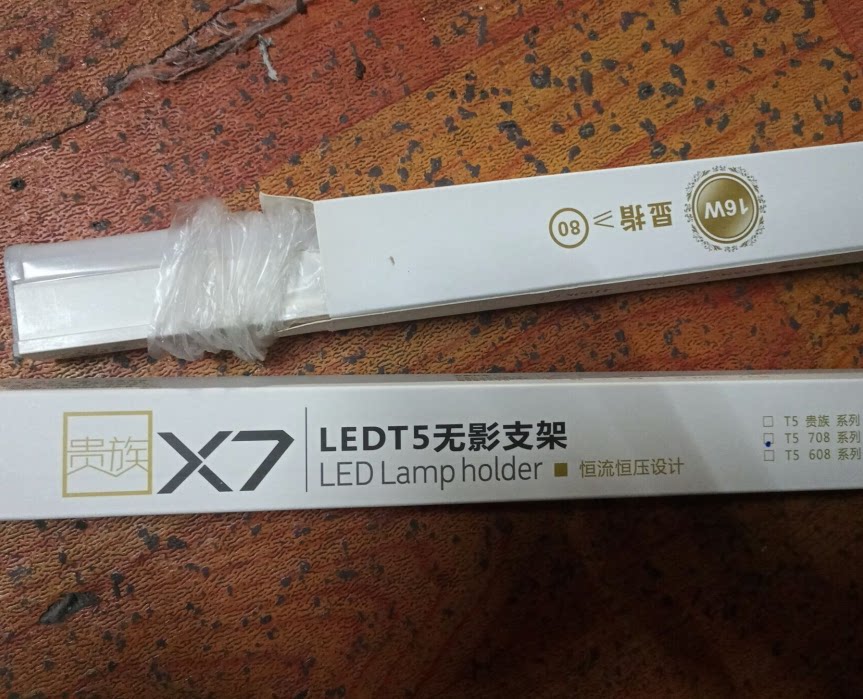 16W
显指≥80
贵族
X7
LEDT5无影支架
LED Lamp holder
恒流恒压设计
T5 贵族 系列
T5 708 系列
T5 608 系列